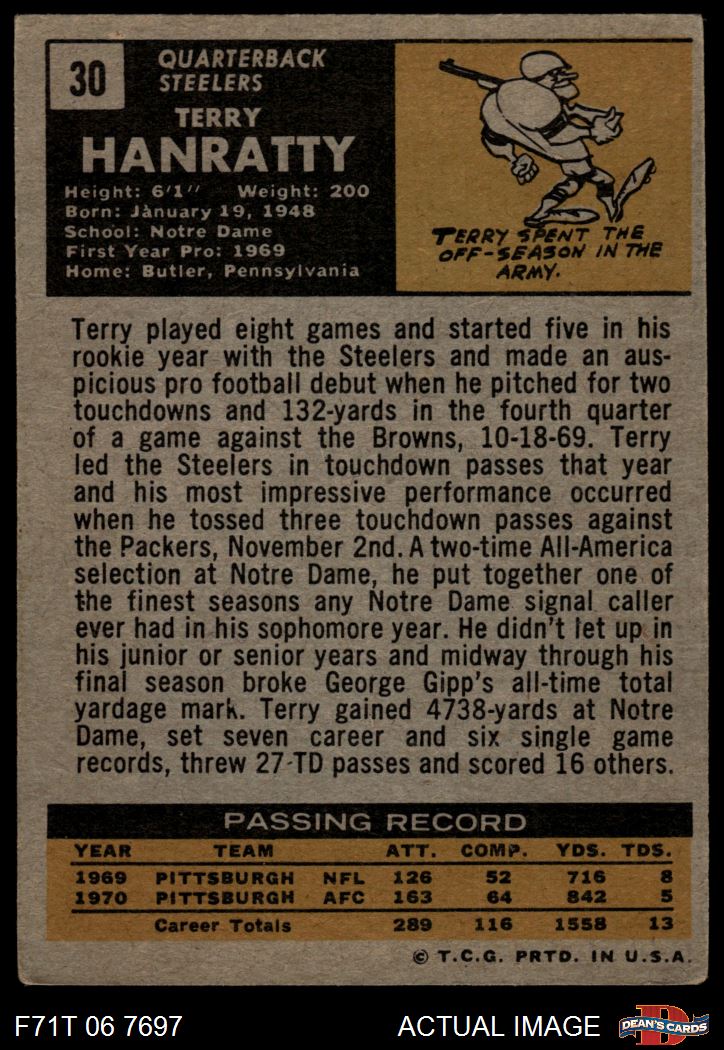 30
QUARTERBACK
STEELERS
TERRY
HANRATTY
Height: 6'1" Weight: 200
Born: January 19, 1948
School: Notre Dame
First Year Pro: 1969
Home: Butler, Pennsylvania
TERRY SPENT THE
OFF-SEASON IN THE
ARMY.
Terry played eight games and started five in his
rookie year with the Steelers and made an aus-
picious pro football debut when he pitched for two
touchdowns and 132-yards in the fourth quarter
of a game against the Browns, 10-18-69. Terry
led the Steelers in touchdown passes that year
and his most impressive performance occurred
when he tossed three touchdown passes against
the Packers, November 2nd. A two-time All-America
selection at Notre Dame, he put together one of
the finest seasons any Notre Dame signal caller
ever had in his sophomore year. He didn't let up in
his junior or senior years and midway through his
final season broke George Gipp's all-time total
yardage mark. Terry gained 4738-yards at Notre
Dame, set seven career and six single game
records, threw 27 TD passes and scored 16 others.
PASSING RECORD
YEAR TEAM ATT. COMP. YDS. TDS.
1969 PITTSBURGH NFL 126 52 716 8
1970 PITTSBURGH AFC 163 64 842 5
Career Totals 289 116 1558 13
© T.C.G. PRTD. IN U.S.A.
F71T 06 7697 ACTUAL IMAGE
D
DEAN'S CARDS